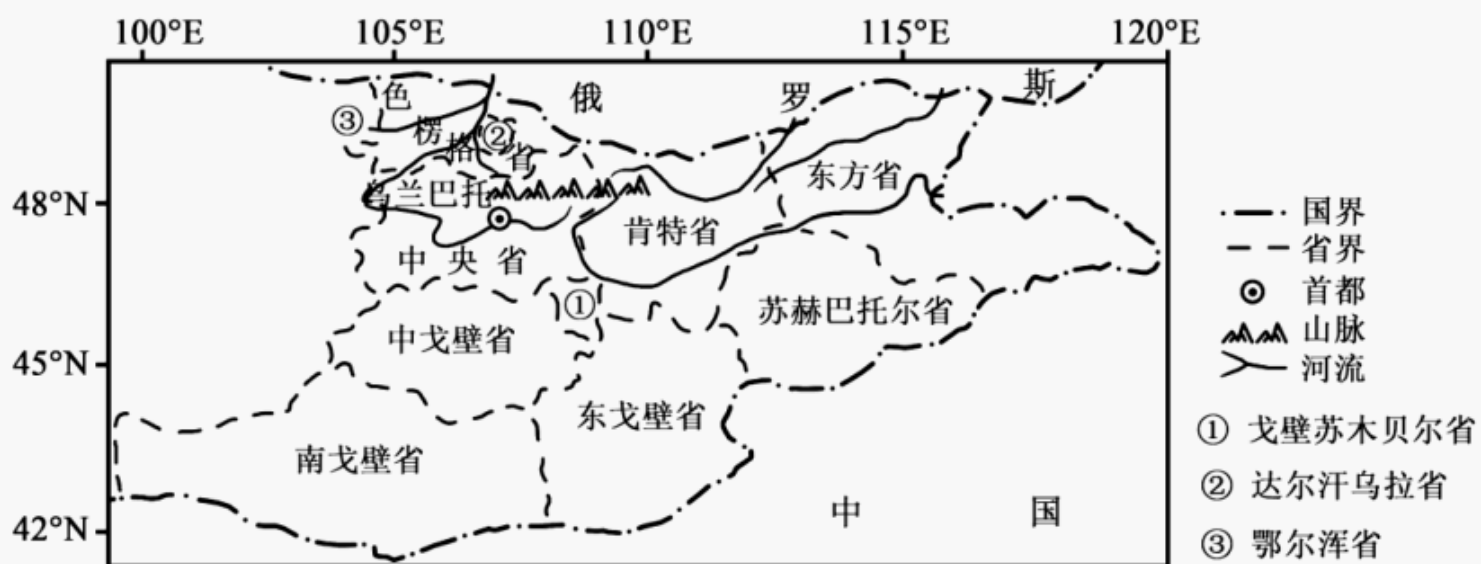 100°E 105°E 110°E 115°E 120°E
48°N
45°N
42°N
俄 罗 斯
色楞格省
③
②
乌兰巴托
东方省
肯特省
中央省
①
苏赫巴托尔省
中戈壁省
东戈壁省
南戈壁省
中 国
国界
省界
首都
山脉
河流
① 戈壁苏木贝尔省
② 达尔汗乌拉省
③ 鄂尔浑省